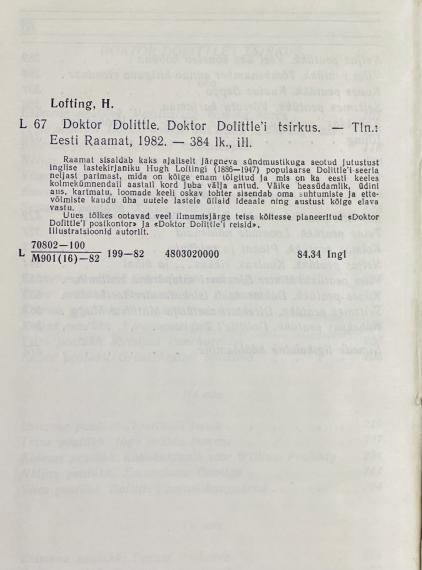 Lofting, H.
L 67 Doktor Dolittle. Doktor Dolittle'i tsirkus. — Tln.:
Eesti Raamat, 1982. — 384 lk., ill.
Raamat sisaldab kaks ajaliselt järgneva sündmustikuga seotud jutustust
inglise lastekirjaniku Hugh Loftingi (1886—1947) populaarse Dolittle'i-seeria
neljast parimast, mida on kõige enam tõlgitud ja mis on ka eesti keeles
kolmekümnendail aastail kord juba välja antud. Väike heasüdamlik, üdini
aus, kartmatu, loomade keeli oskav tohter sisendab oma suhtumiste ja ette-
võtmiste kaudu üha uutele lastele üllaid ideaale ning austust kõige elava
vastu.
Uues tõlkes ootavad veel ilmumisjärge teise köitesse planeeritud «Doktor
Dolittle'i postkontor» ja «Doktor Dolittle'i reisid».
Illustratsioonid autorilt.
L 70802—100
M901(16)—82 199—82 4803020000 84.34 Ingl